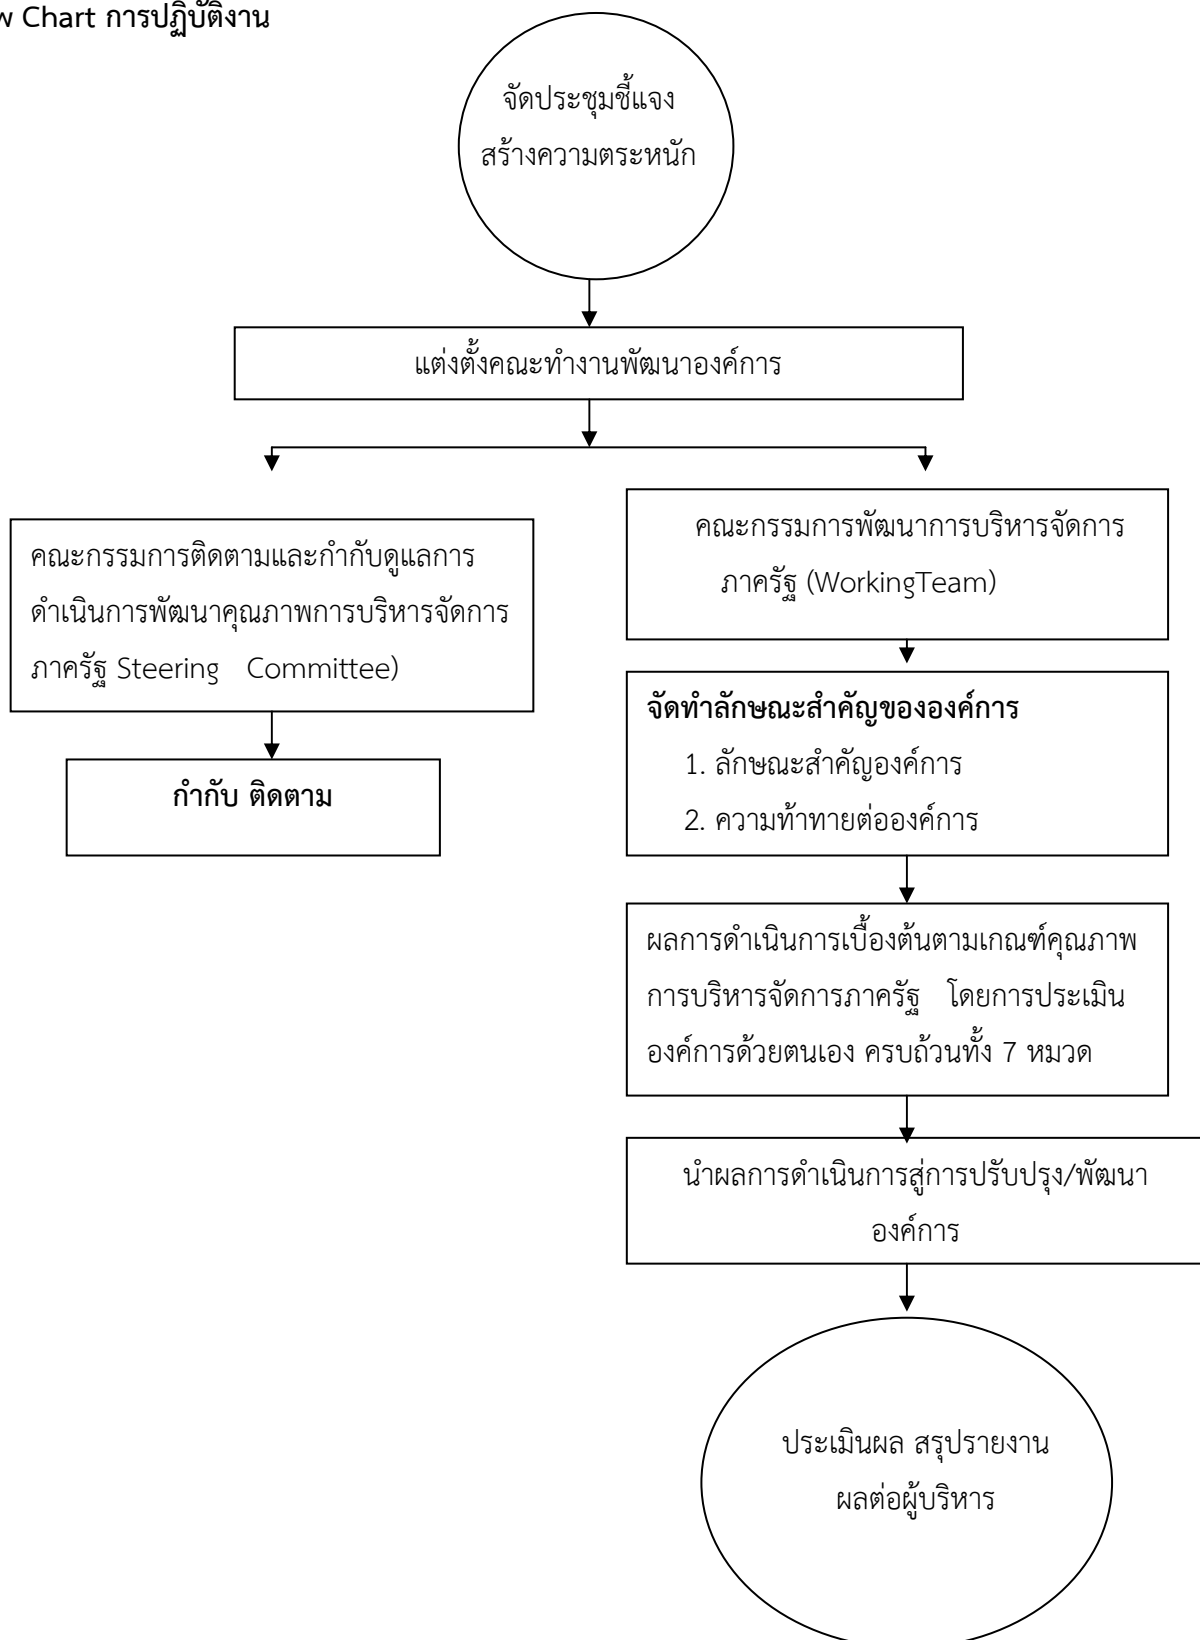 w Chart การปฏิบัติงาน
จัดประชุมชี้แจง
สร้างความตระหนัก
แต่งตั้งคณะทำงานพัฒนาองค์การ
คณะกรรมการติดตามและกำกับดูแลการ
ดำเนินการพัฒนาคุณภาพการบริหารจัดการ
ภาครัฐ Steering Committee)
กำกับ ติดตาม
คณะกรรมการพัฒนาการบริหารจัดการ
ภาครัฐ (WorkingTeam)
จัดทำลักษณะสำคัญขององค์การ
1. ลักษณะสำคัญองค์การ
2. ความท้าทายต่อองค์การ
ผลการดำเนินการเบื้องต้นตามเกณฑ์คุณภาพ
การบริหารจัดการภาครัฐ โดยการประเมิน
องค์การด้วยตนเอง ครบถ้วนทั้ง 7 หมวด
นำผลการดำเนินการสู่การปรับปรุง/พัฒนา
องค์การ
ประเมินผล สรุปรายงาน
ผลต่อผู้บริหาร